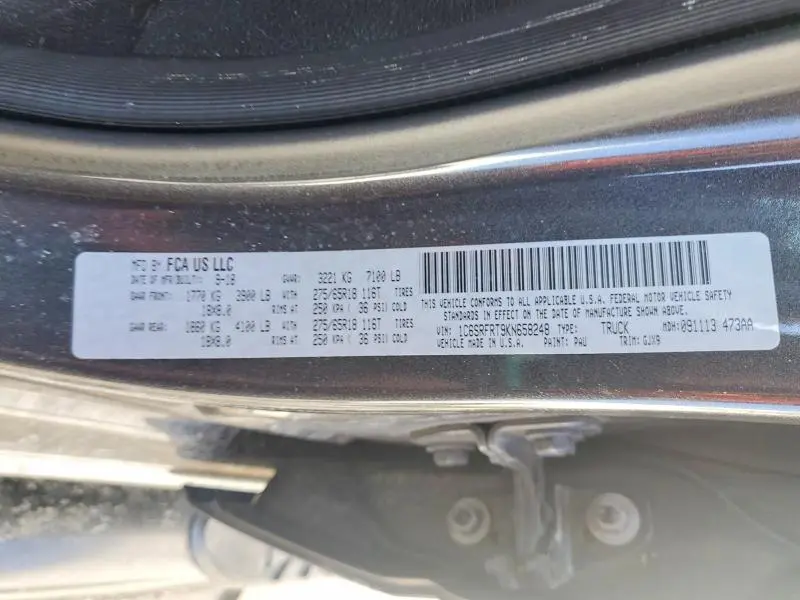 MFD BY FCA US LLC
DATE OF MFR/BUILT: 9-18 GVWR: 3221 KG 7100 LB
GAWR FRONT: 1770 KG 3900 LB WITH 275/65R18 116T TIRES
18X8.0 RIMS AT 250 KPA ( 36 PSI) COLD
GAWR REAR: 1860 KG 4100 LB WITH 275/65R18 116T TIRES
18X8.0 RIMS AT 250 KPA ( 36 PSI) COLD
THIS VEHICLE CONFORMS TO ALL APPLICABLE U.S.A. FEDERAL MOTOR VEHICLE SAFETY
STANDARDS IN EFFECT ON THE DATE OF MANUFACTURE SHOWN ABOVE.
VIN: 1C6SRFRT9KN658248 TYPE: TRUCK MDH: 091113 473AA
VEHICLE MADE IN U.S.A. PAINT: PAU TRIM: GJX9